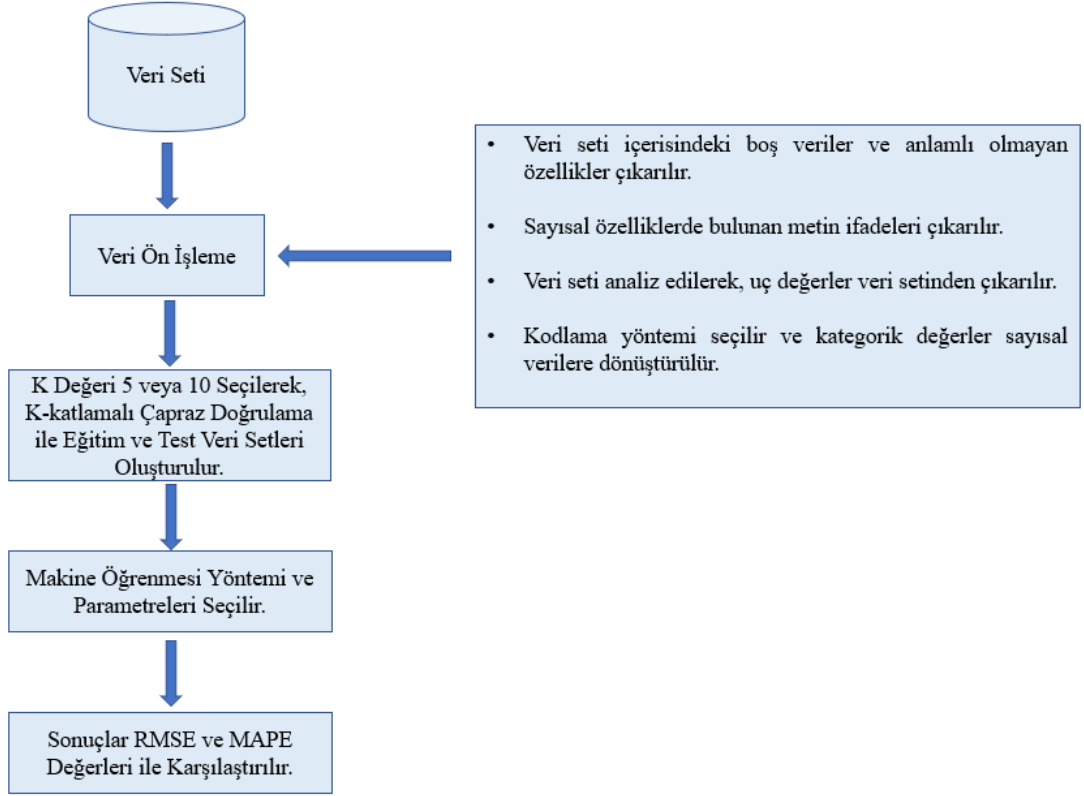 Veri Seti
Veri Ön İşleme
• Veri seti içerisindeki boş veriler ve anlamlı olmayan
özellikler çıkarılır.
• Sayısal özelliklerde bulunan metin ifadeleri çıkarılır.
• Veri seti analiz edilerek, uç değerler veri setinden çıkarılır.
• Kodlama yöntemi seçilir ve kategorik değerler sayısal
verilere dönüştürülür.
K Değeri 5 veya 10 Seçilerek,
K-katlamalı Çapraz Doğrulama
ile Eğitim ve Test Veri Setleri
Oluşturulur.
Makine Öğrenmesi Yöntemi ve
Parametreleri Seçilir.
Sonuçlar RMSE ve MAPE
Değerleri ile Karşılaştırılır.